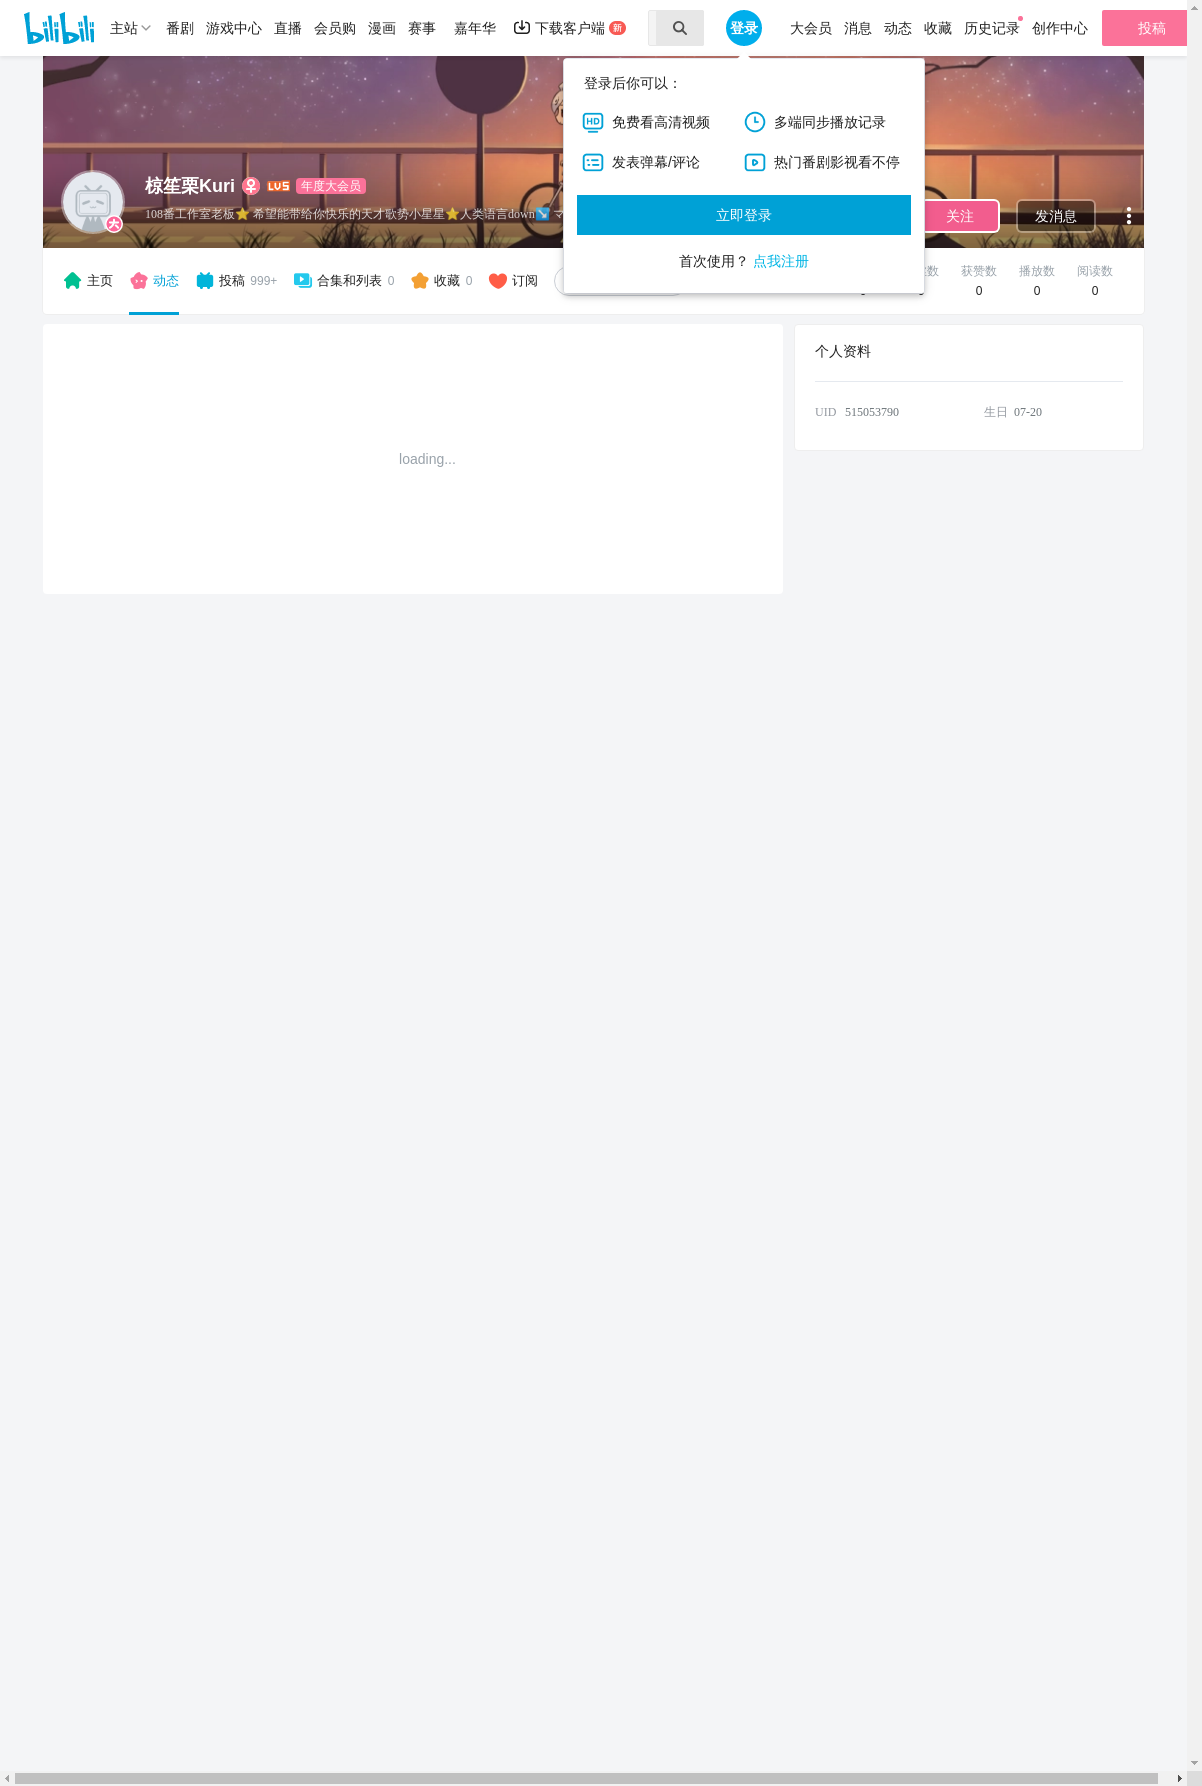 bilibili 主站 番剧 游戏中心 直播 会员购 漫画 赛事 嘉年华 下载客户端 新 登录 大会员 消息 动态 收藏 历史记录 创作中心 投稿
登录后你可以：
HD 免费看高清视频 多端同步播放记录
发表弹幕/评论 热门番剧影视看不停
立即登录
首次使用？ 点我注册
椋笙栗Kuri LV5 年度大会员
大 108番工作室老板⭐ 希望能带给你快乐的天才歌势小星星⭐人类语言down↘️ マ
关注 发消息
主页 动态 投稿 999+ 合集和列表 0 收藏 0 订阅
数 获赞数 播放数 阅读数
0 0 0
loading...
个人资料
UID 515053790 生日 07-20